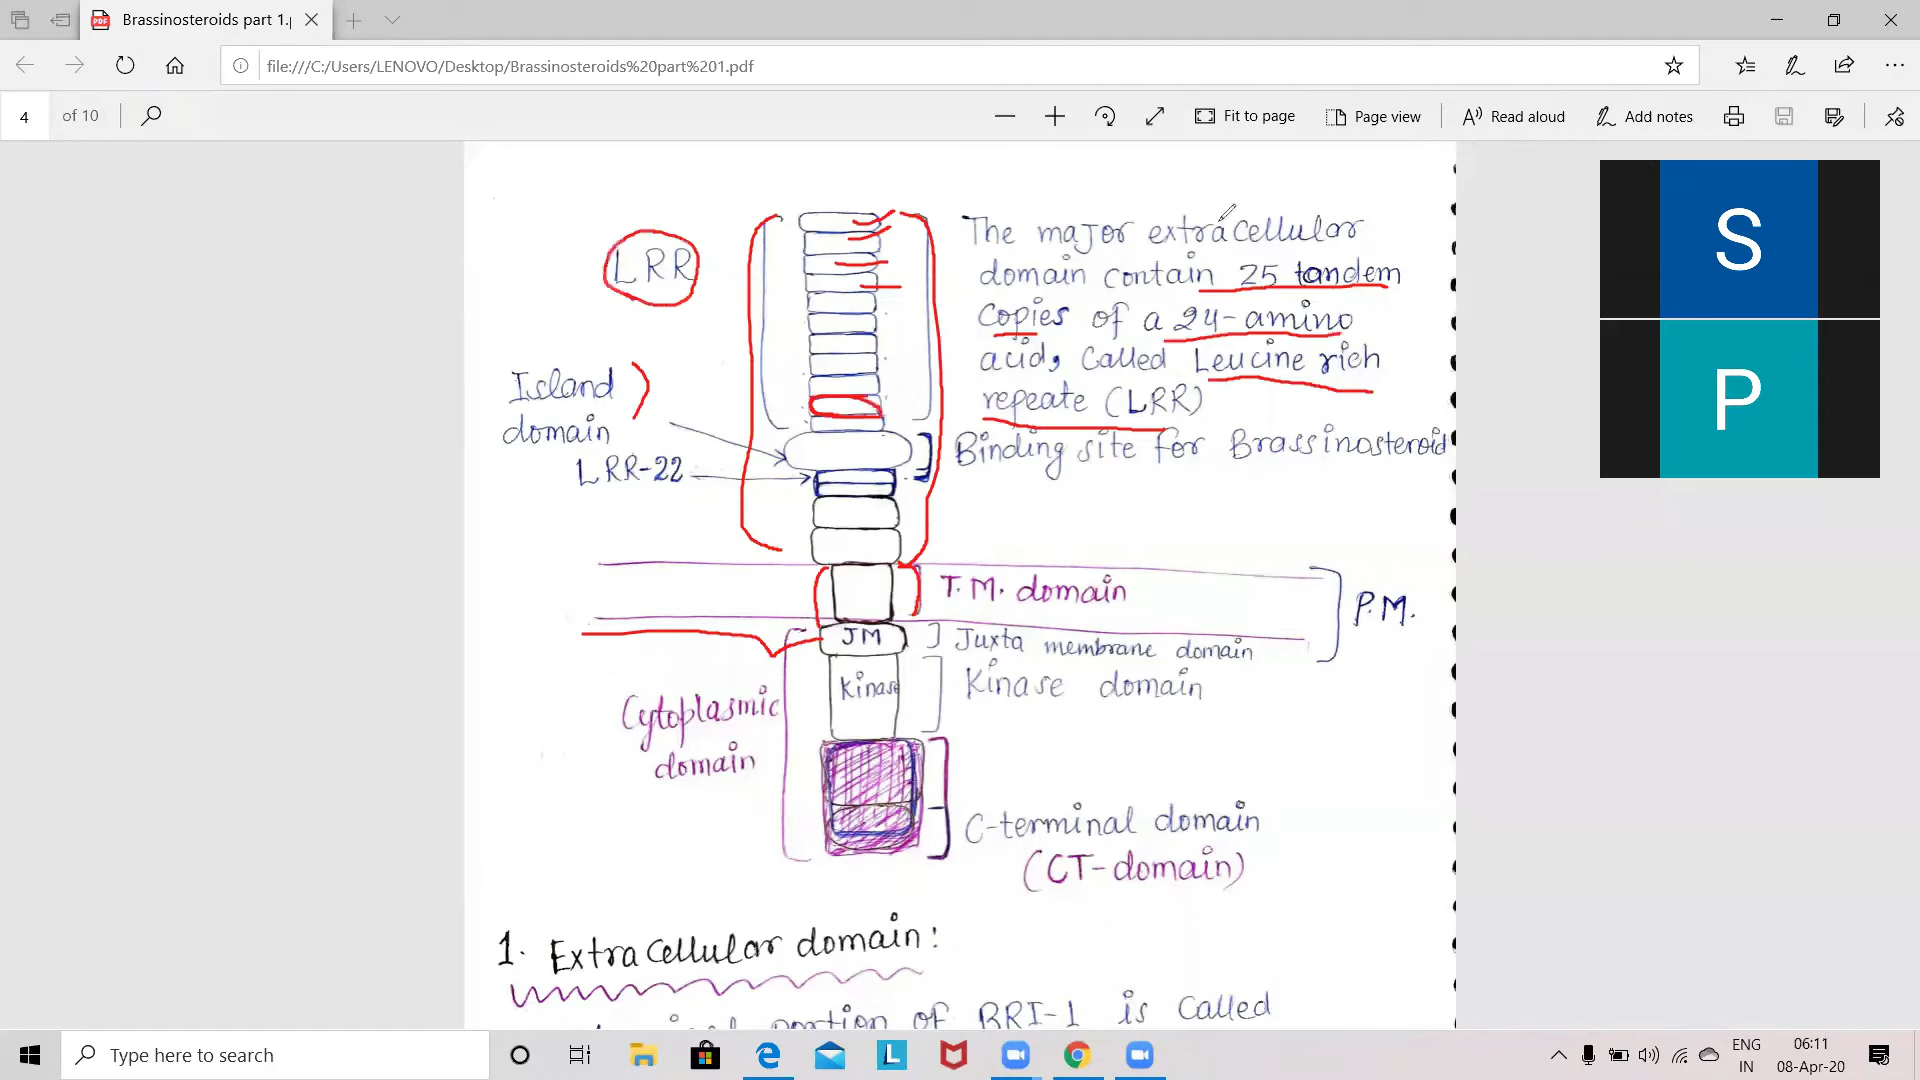 Brassinosteroids part 1.p
file:///C:/Users/LENOVO/Desktop/Brassinosteroids%20part%201.pdf
4 of 10
Fit to page
Page view
Read aloud
Add notes
S
P
LRR
The major extracellular
domain contain 25 tandem
copies of a 24-amino
acid, called Leucine rich
repeate (LRR)
Island
domain
Binding site for Brassinosteroid
LRR-22
T.M. domain
P.M.
JM
Juxta membrane domain
Kinase
Kinase domain
Cytoplasmic
domain
C-terminal domain
(CT-domain)
1. Extracellular domain:
portion of BRI-1 is called
Type here to search
ENG
IN
06:11
08-Apr-20